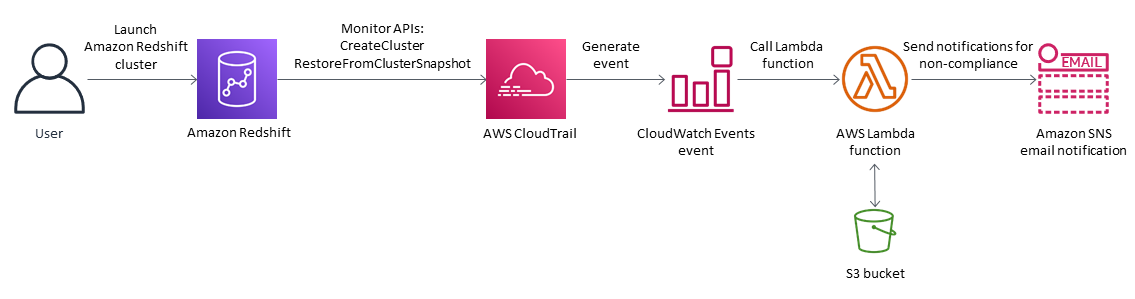 Launch
Amazon Redshift
cluster
Monitor APIs:
CreateCluster
RestoreFromClusterSnapshot
Generate
event
Call Lambda
function
Send notifications for
non-compliance
EMAIL
User
Amazon Redshift
AWS CloudTrail
CloudWatch Events
event
AWS Lambda
function
Amazon SNS
email notification
S3 bucket